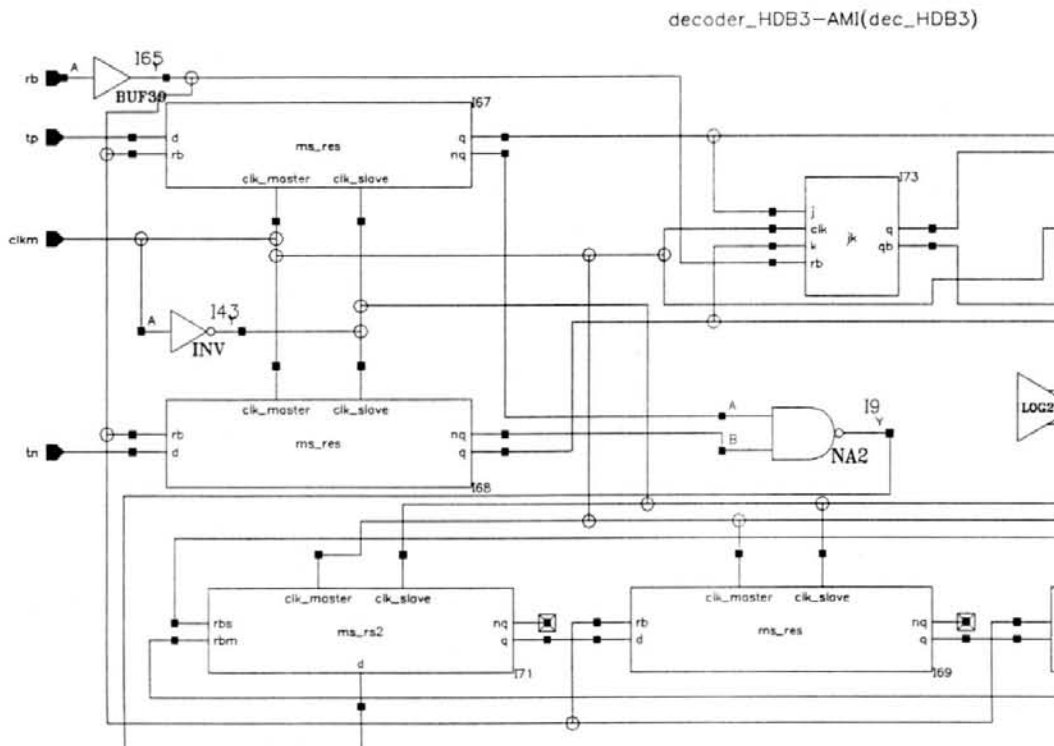 decoder_HDB3-AMI(dec_HDB3)
rb
A
I65
BUF39
I67
tp
d
q
rb
ms_res
nq
clk_master
clk_slave
I73
j
clkm
clk
jk
q
k
qb
rb
A
I43
INV
clk_master
clk_slave
A
I9
LOG2
rb
nq
ms_res
B
tn
d
q
NA2
I68
clk_master
clk_slave
clk_master
clk_slave
rbs
nq
rb
nq
ms_rs2
ms_res
rbm
q
d
q
d
I71
I69